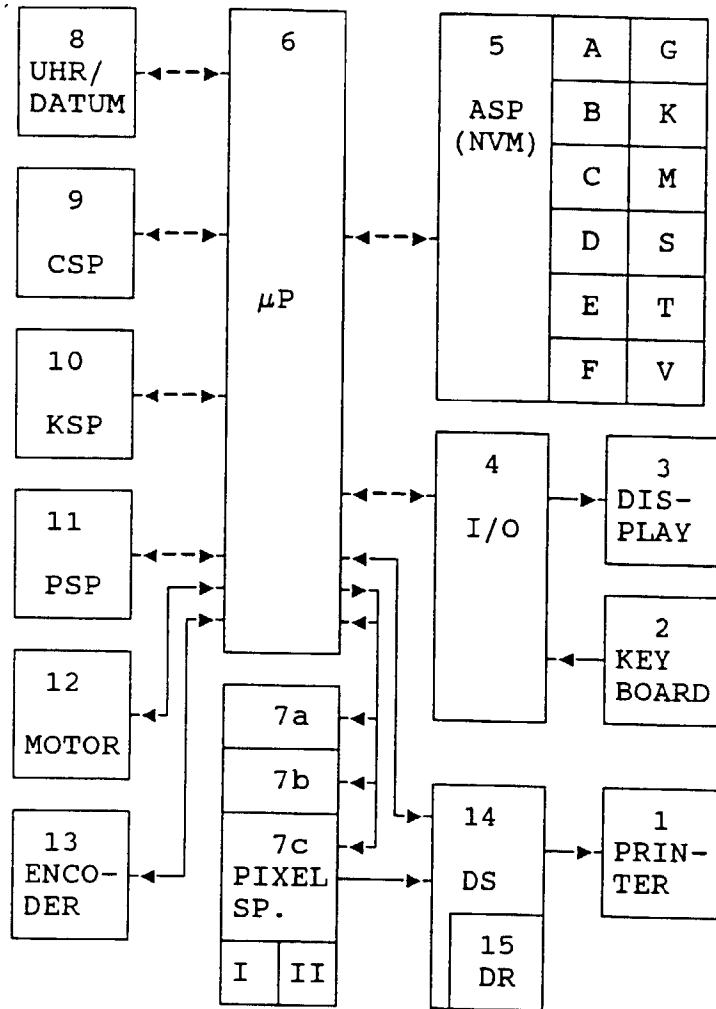 8
UHR/
DATUM
6
μP
5
ASP
(NVM)
A G
B K
C M
D S
E T
F V
9
CSP
10
KSP
11
PSP
12
MOTOR
13
ENCO-
DER
4
I/O
3
DIS-
PLAY
2
KEY
BOARD
7a
7b
7c
PIXEL
SP.
I II
14
DS
15
DR
1
PRIN-
TER